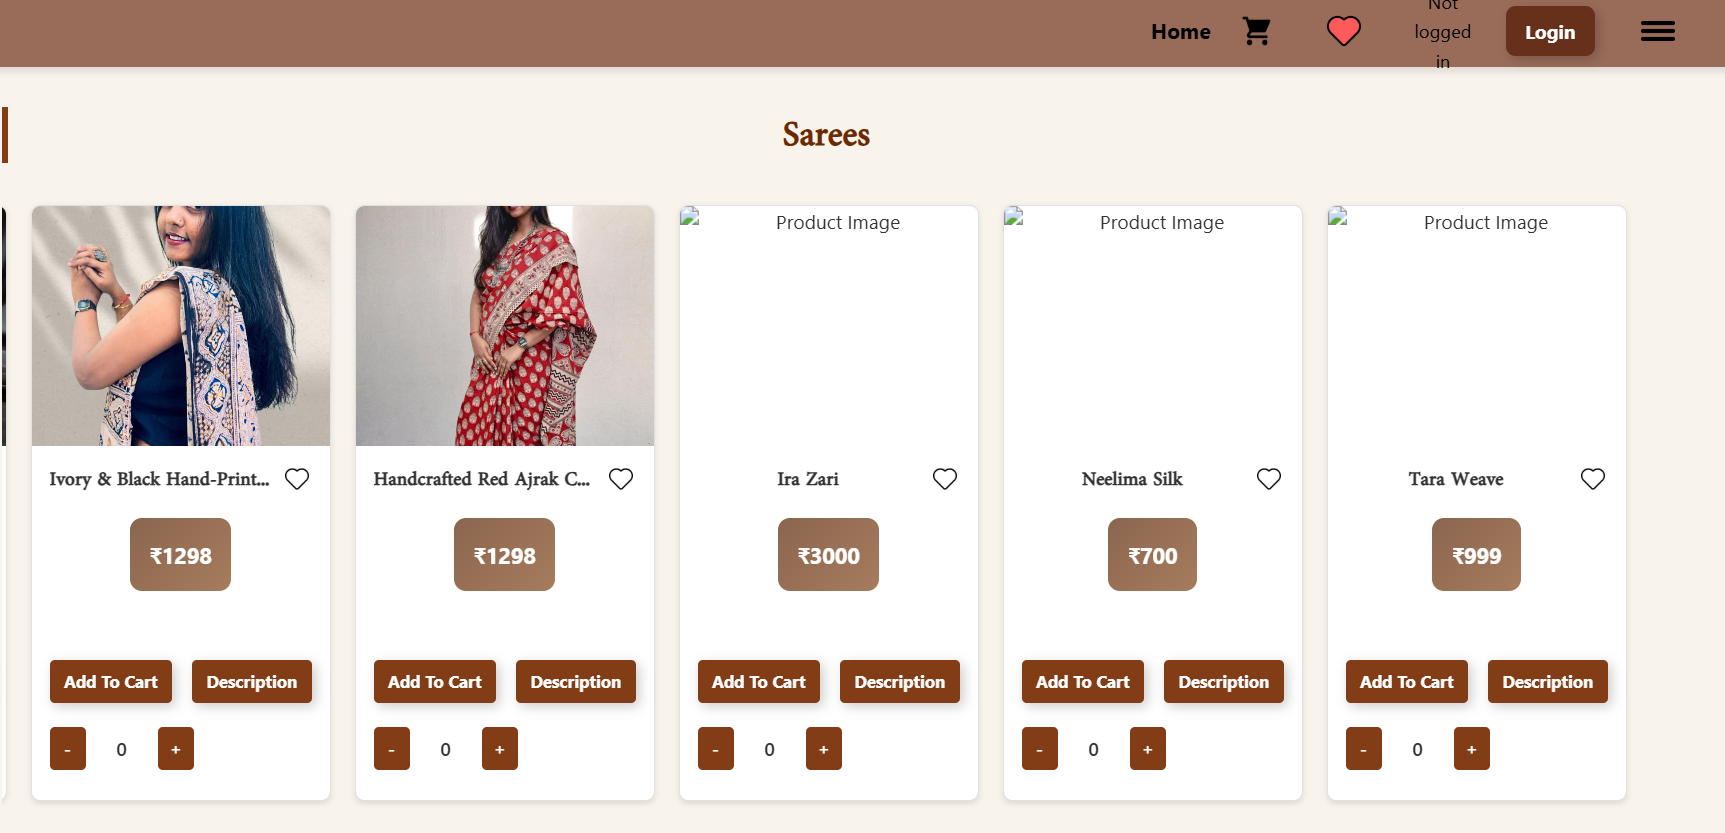 Home
Not
logged
in
Login
Sarees
Product Image
Product Image
Product Image
Ivory & Black Hand-Print...
Handcrafted Red Ajrak C...
Ira Zari
Neelima Silk
Tara Weave
₹1298
₹1298
₹3000
₹700
₹999
Add To Cart
Description
Add To Cart
Description
Add To Cart
Description
Add To Cart
Description
Add To Cart
Description
- 0 +
- 0 +
- 0 +
- 0 +
- 0 +